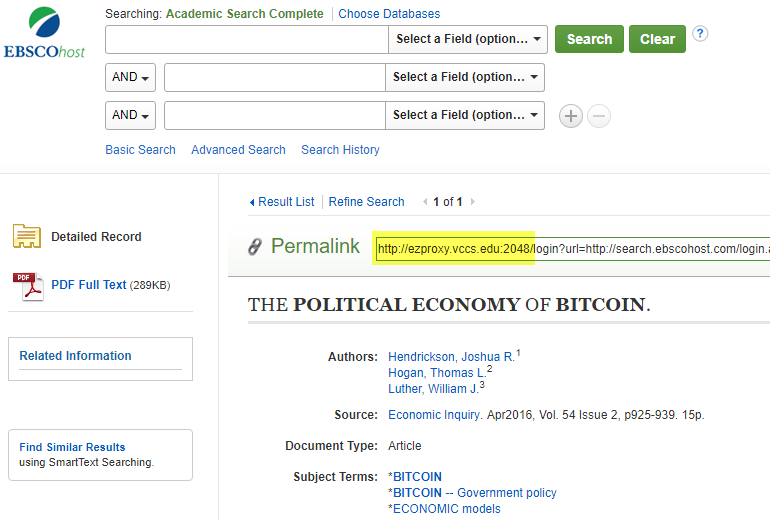 EBSCOhost
Searching: Academic Search Complete | Choose Databases
Select a Field (option... Search Clear ?
AND Select a Field (option...
AND Select a Field (option...
Basic Search Advanced Search Search History
Detailed Record
PDF
PDF Full Text (289KB)
Related Information
Find Similar Results
using SmartText Searching.
Result List Refine Search 1 of 1
Permalink http://ezproxy.vccs.edu:2048/login?url=http://search.ebscohost.com/login.a
THE POLITICAL ECONOMY OF BITCOIN.
Authors: Hendrickson, Joshua R.1
Hogan, Thomas L.2
Luther, William J.3
Source: Economic Inquiry. Apr2016, Vol. 54 Issue 2, p925-939. 15p.
Document Type: Article
Subject Terms: *BITCOIN
*BITCOIN -- Government policy
*ECONOMIC models